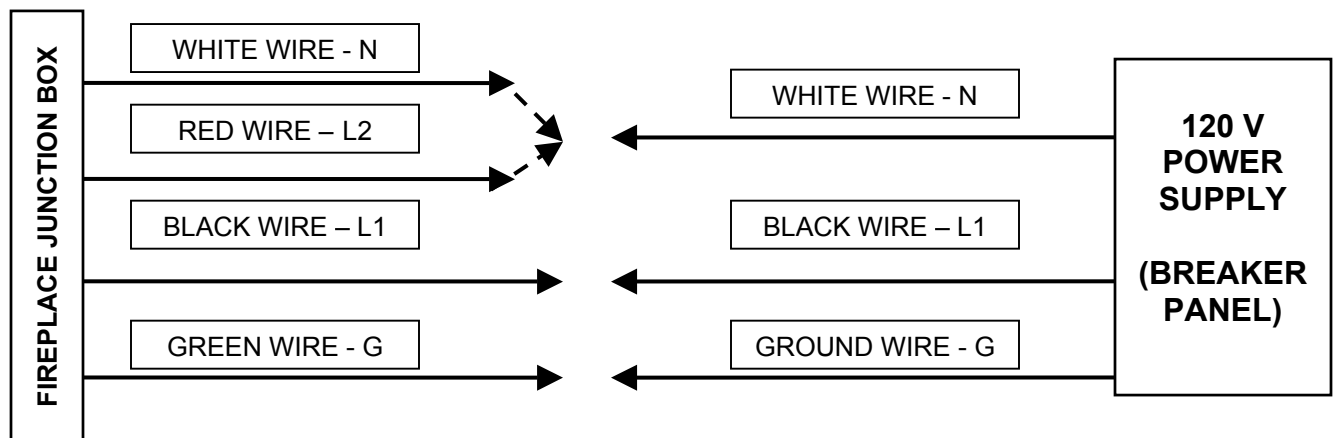 FIREPLACE JUNCTION BOX
WHITE WIRE - N
RED WIRE – L2
BLACK WIRE – L1
GREEN WIRE - G
WHITE WIRE - N
BLACK WIRE – L1
GROUND WIRE - G
120 V
POWER
SUPPLY
(BREAKER
PANEL)